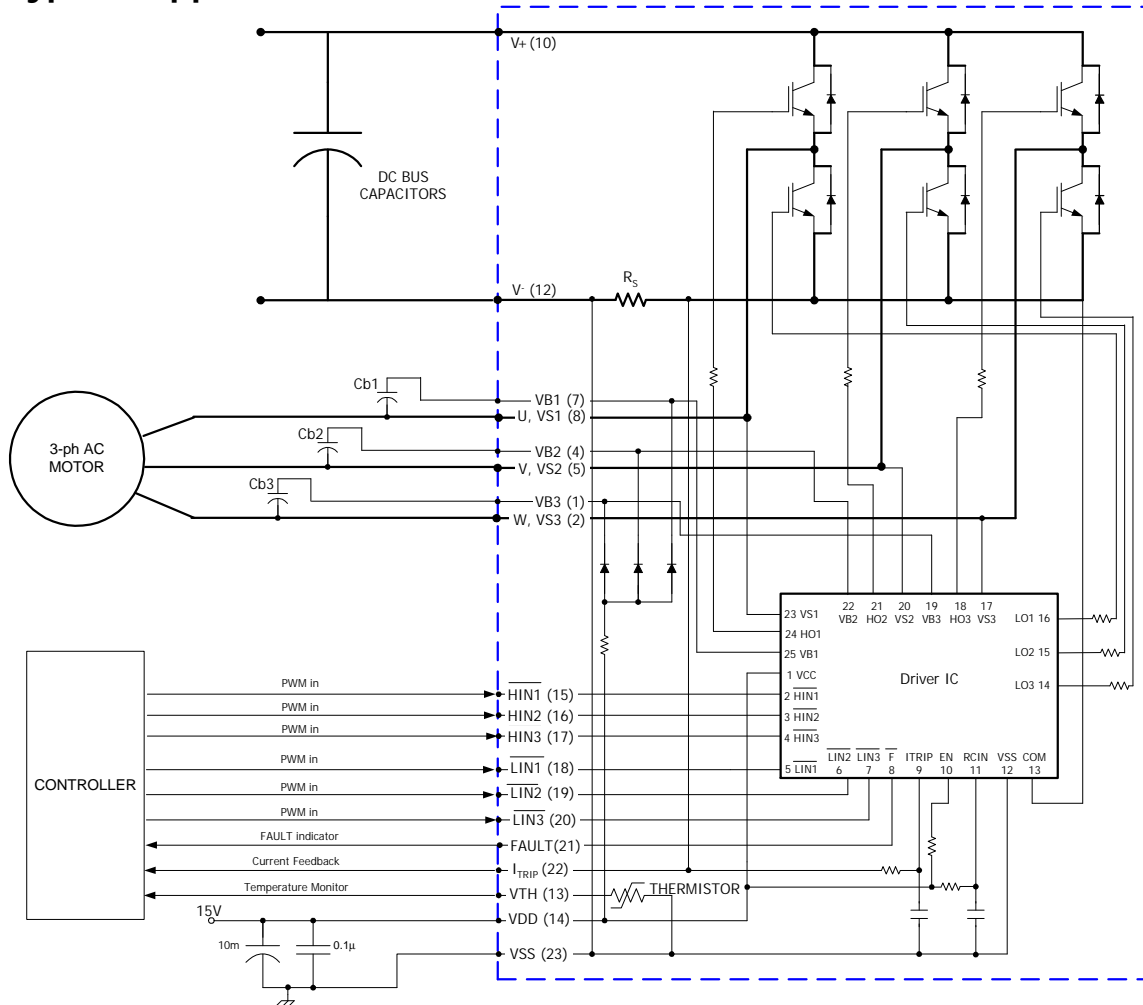 V+ (10)
DC BUS
CAPACITORS
V- (12)
RS
Cb1
VB1 (7)
U, VS1 (8)
3-ph AC
MOTOR
Cb2
VB2 (4)
V, VS2 (5)
Cb3
VB3 (1)
W, VS3 (2)
23 VS1
22
VB2
21
HO2
20
VS2
19
VB3
18
HO3
17
VS3
LO1 16
24 HO1
25 VB1
LO2 15
1 VCC
Driver IC
LO3 14
2 HIN1
3 HIN2
4 HIN3
5 LIN1
LIN2
6
LIN3
7
F
8
ITRIP
9
EN
10
RCIN
11
VSS
12
COM
13
CONTROLLER
PWM in
HIN1 (15)
PWM in
HIN2 (16)
PWM in
HIN3 (17)
PWM in
LIN1 (18)
PWM in
LIN2 (19)
PWM in
LIN3 (20)
FAULT indicator
FAULT(21)
Current Feedback
ITRIP (22)
Temperature Monitor
VTH (13)
THERMISTOR
15V
VDD (14)
10m
0.1µ
VSS (23)